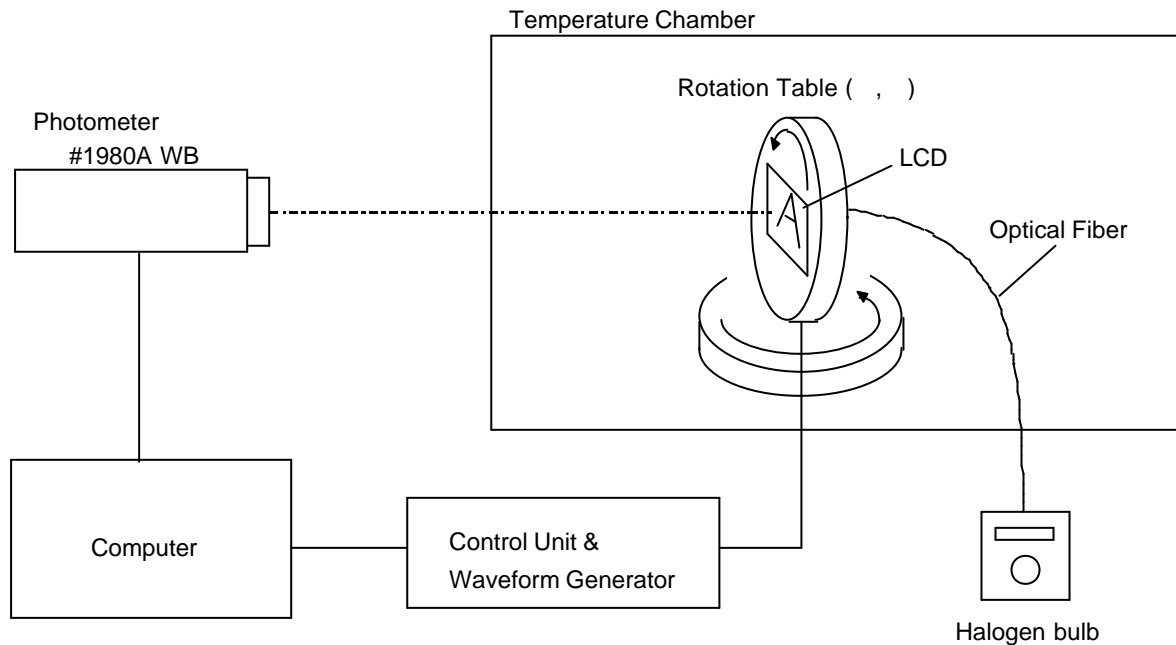 Temperature Chamber
Rotation Table ( , )
Photometer
#1980A WB
LCD
A
Optical Fiber
Computer
Control Unit &
Waveform Generator
Halogen bulb